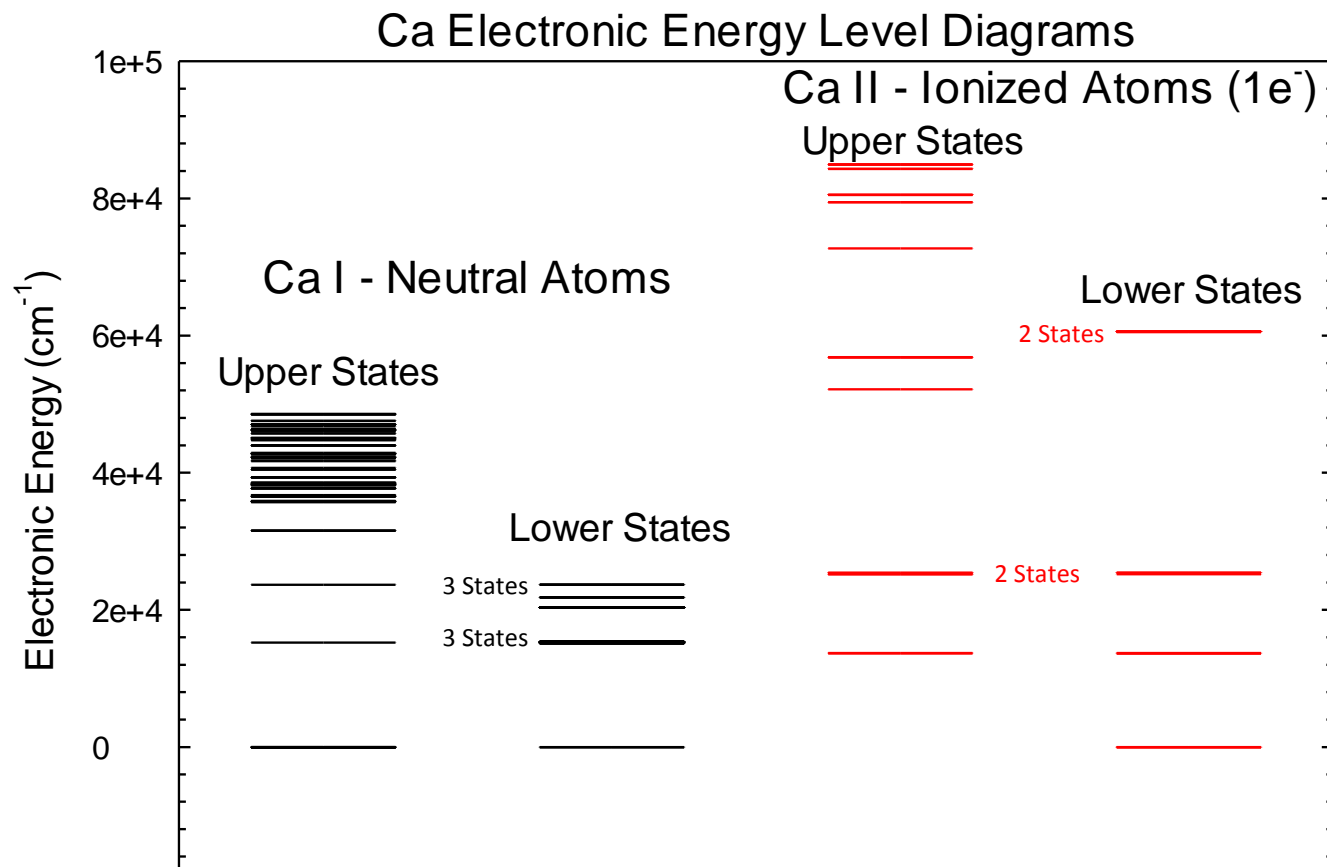 Ca Electronic Energy Level Diagrams
1e+5
Ca II - Ionized Atoms (1e⁻)
Upper States
8e+4
Ca I - Neutral Atoms
Lower States
6e+4
2 States
Upper States
4e+4
Lower States
3 States
2 States
2e+4
3 States
0
Electronic Energy (cm⁻¹)